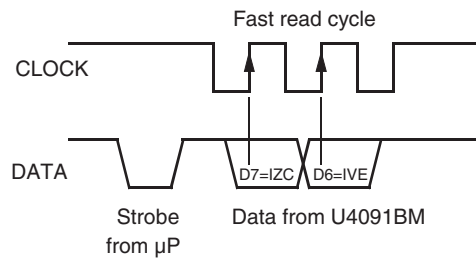 Fast read cycle
CLOCK
DATA
D7=IZC
D6=IVE
Strobe
from µP
Data from U4091BM